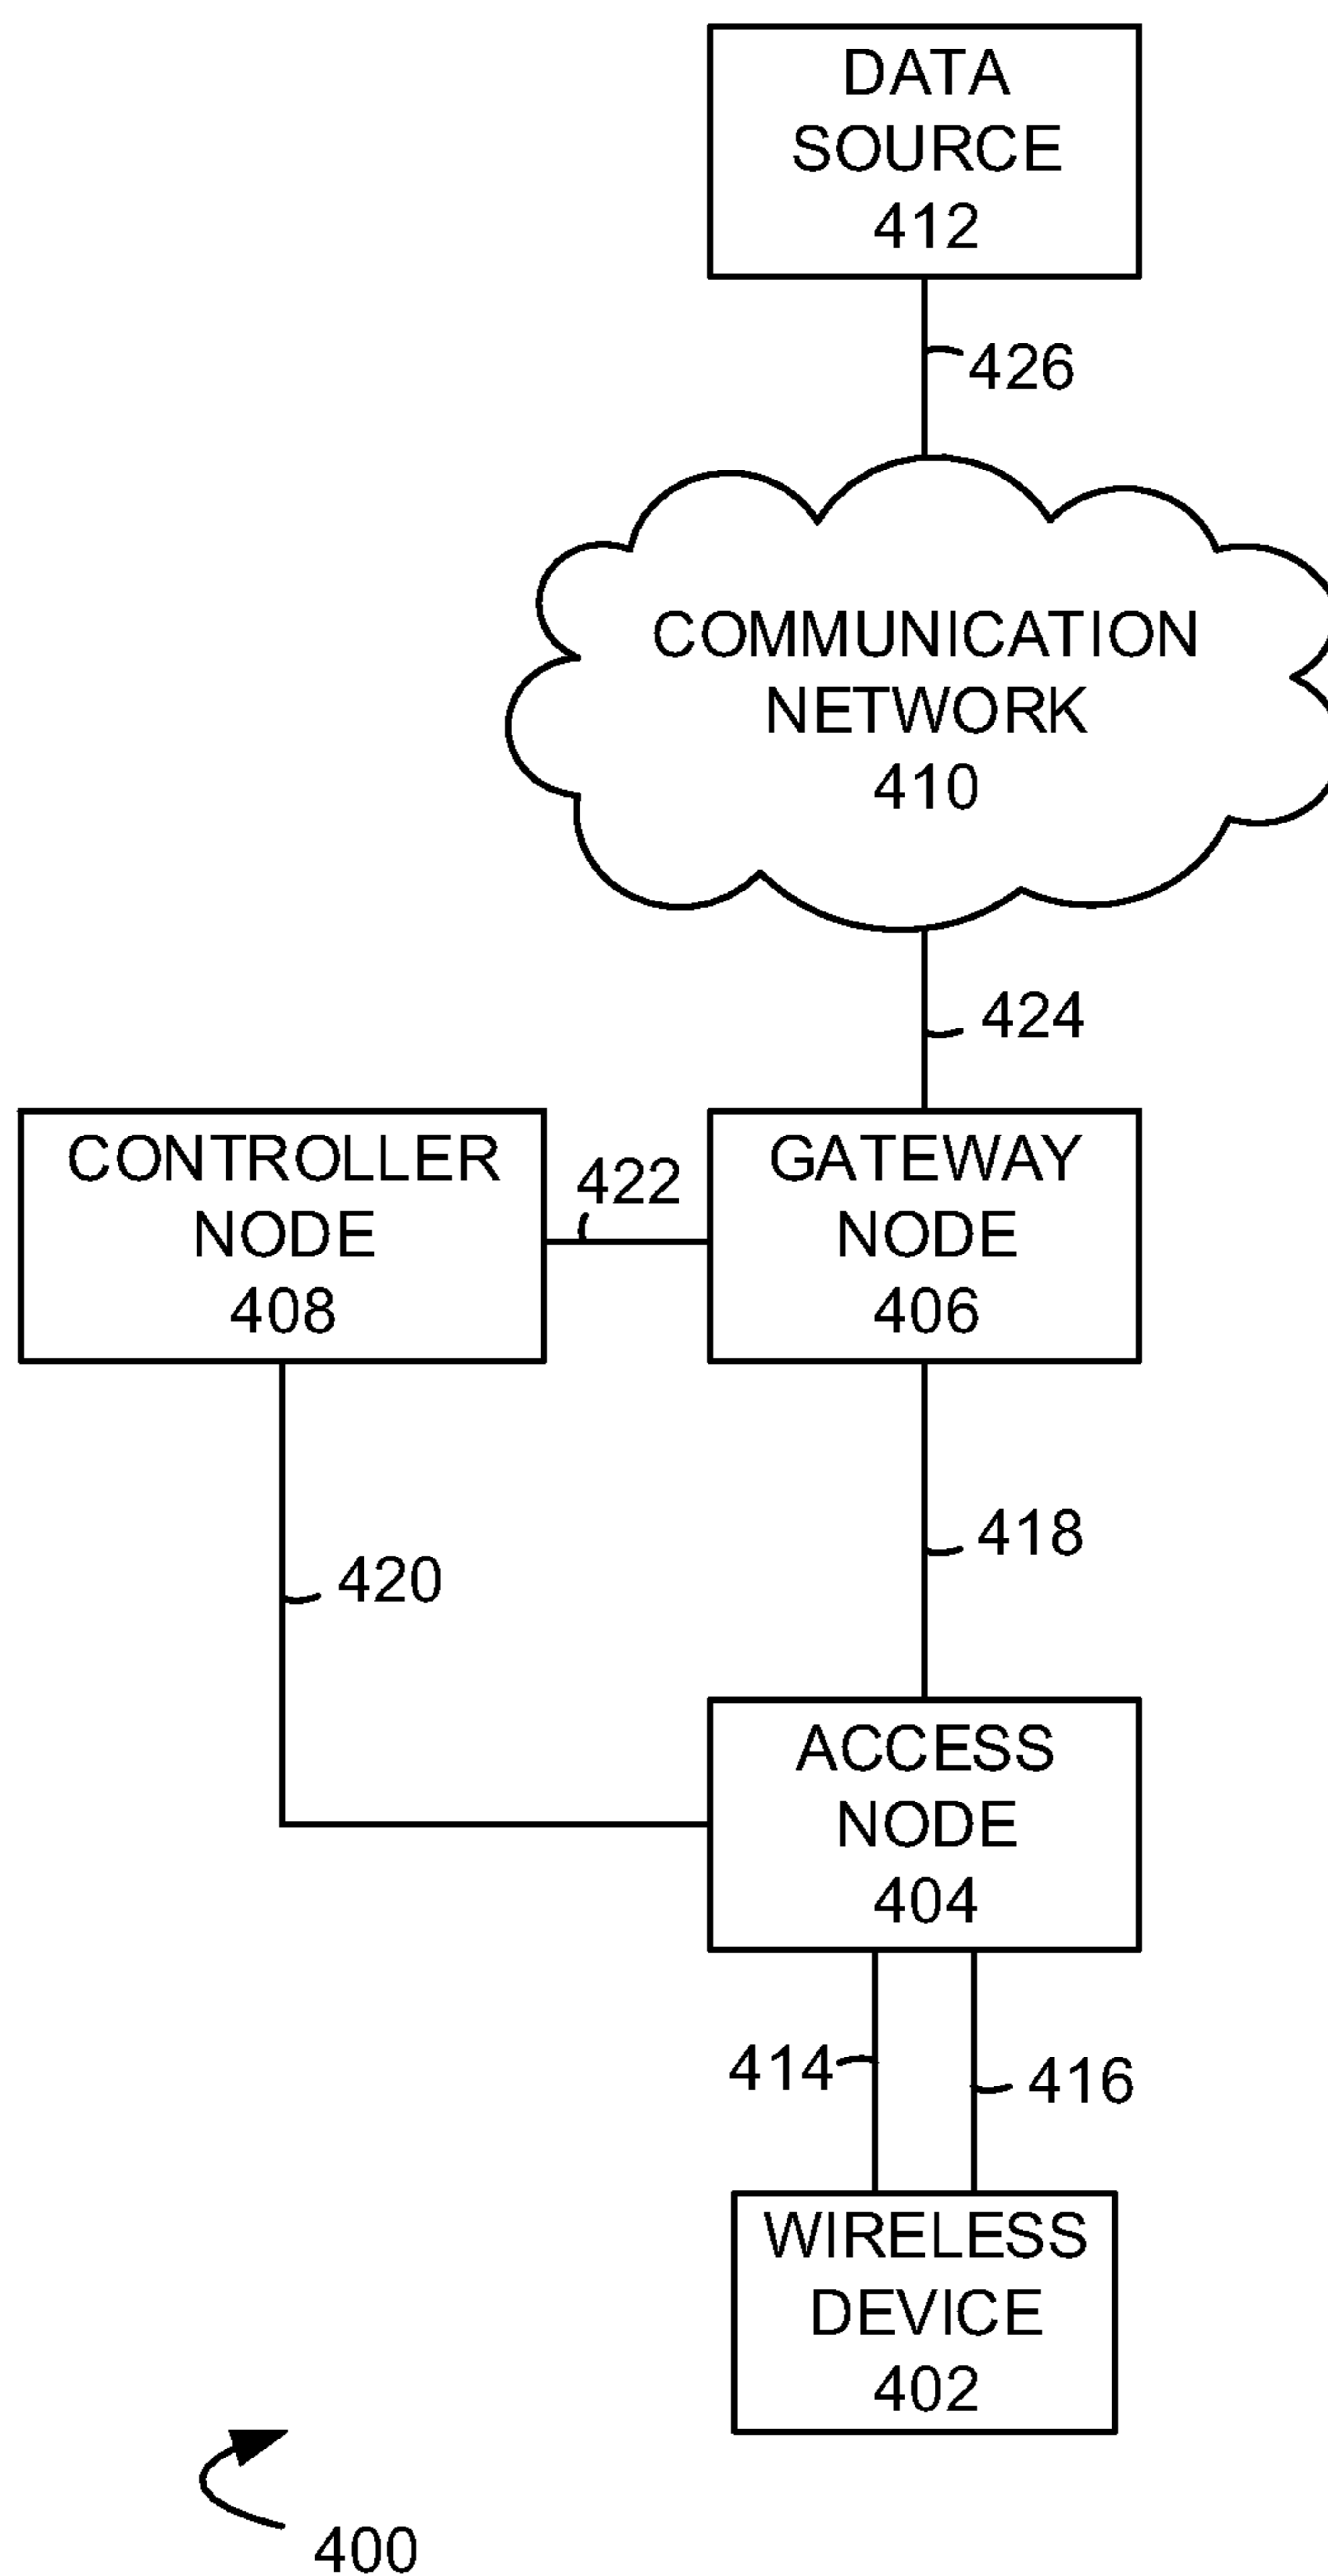 DATA
SOURCE
412
426
COMMUNICATION
NETWORK
410
424
CONTROLLER
NODE
408
422
GATEWAY
NODE
406
418
420
ACCESS
NODE
404
414
416
WIRELESS
DEVICE
402
400